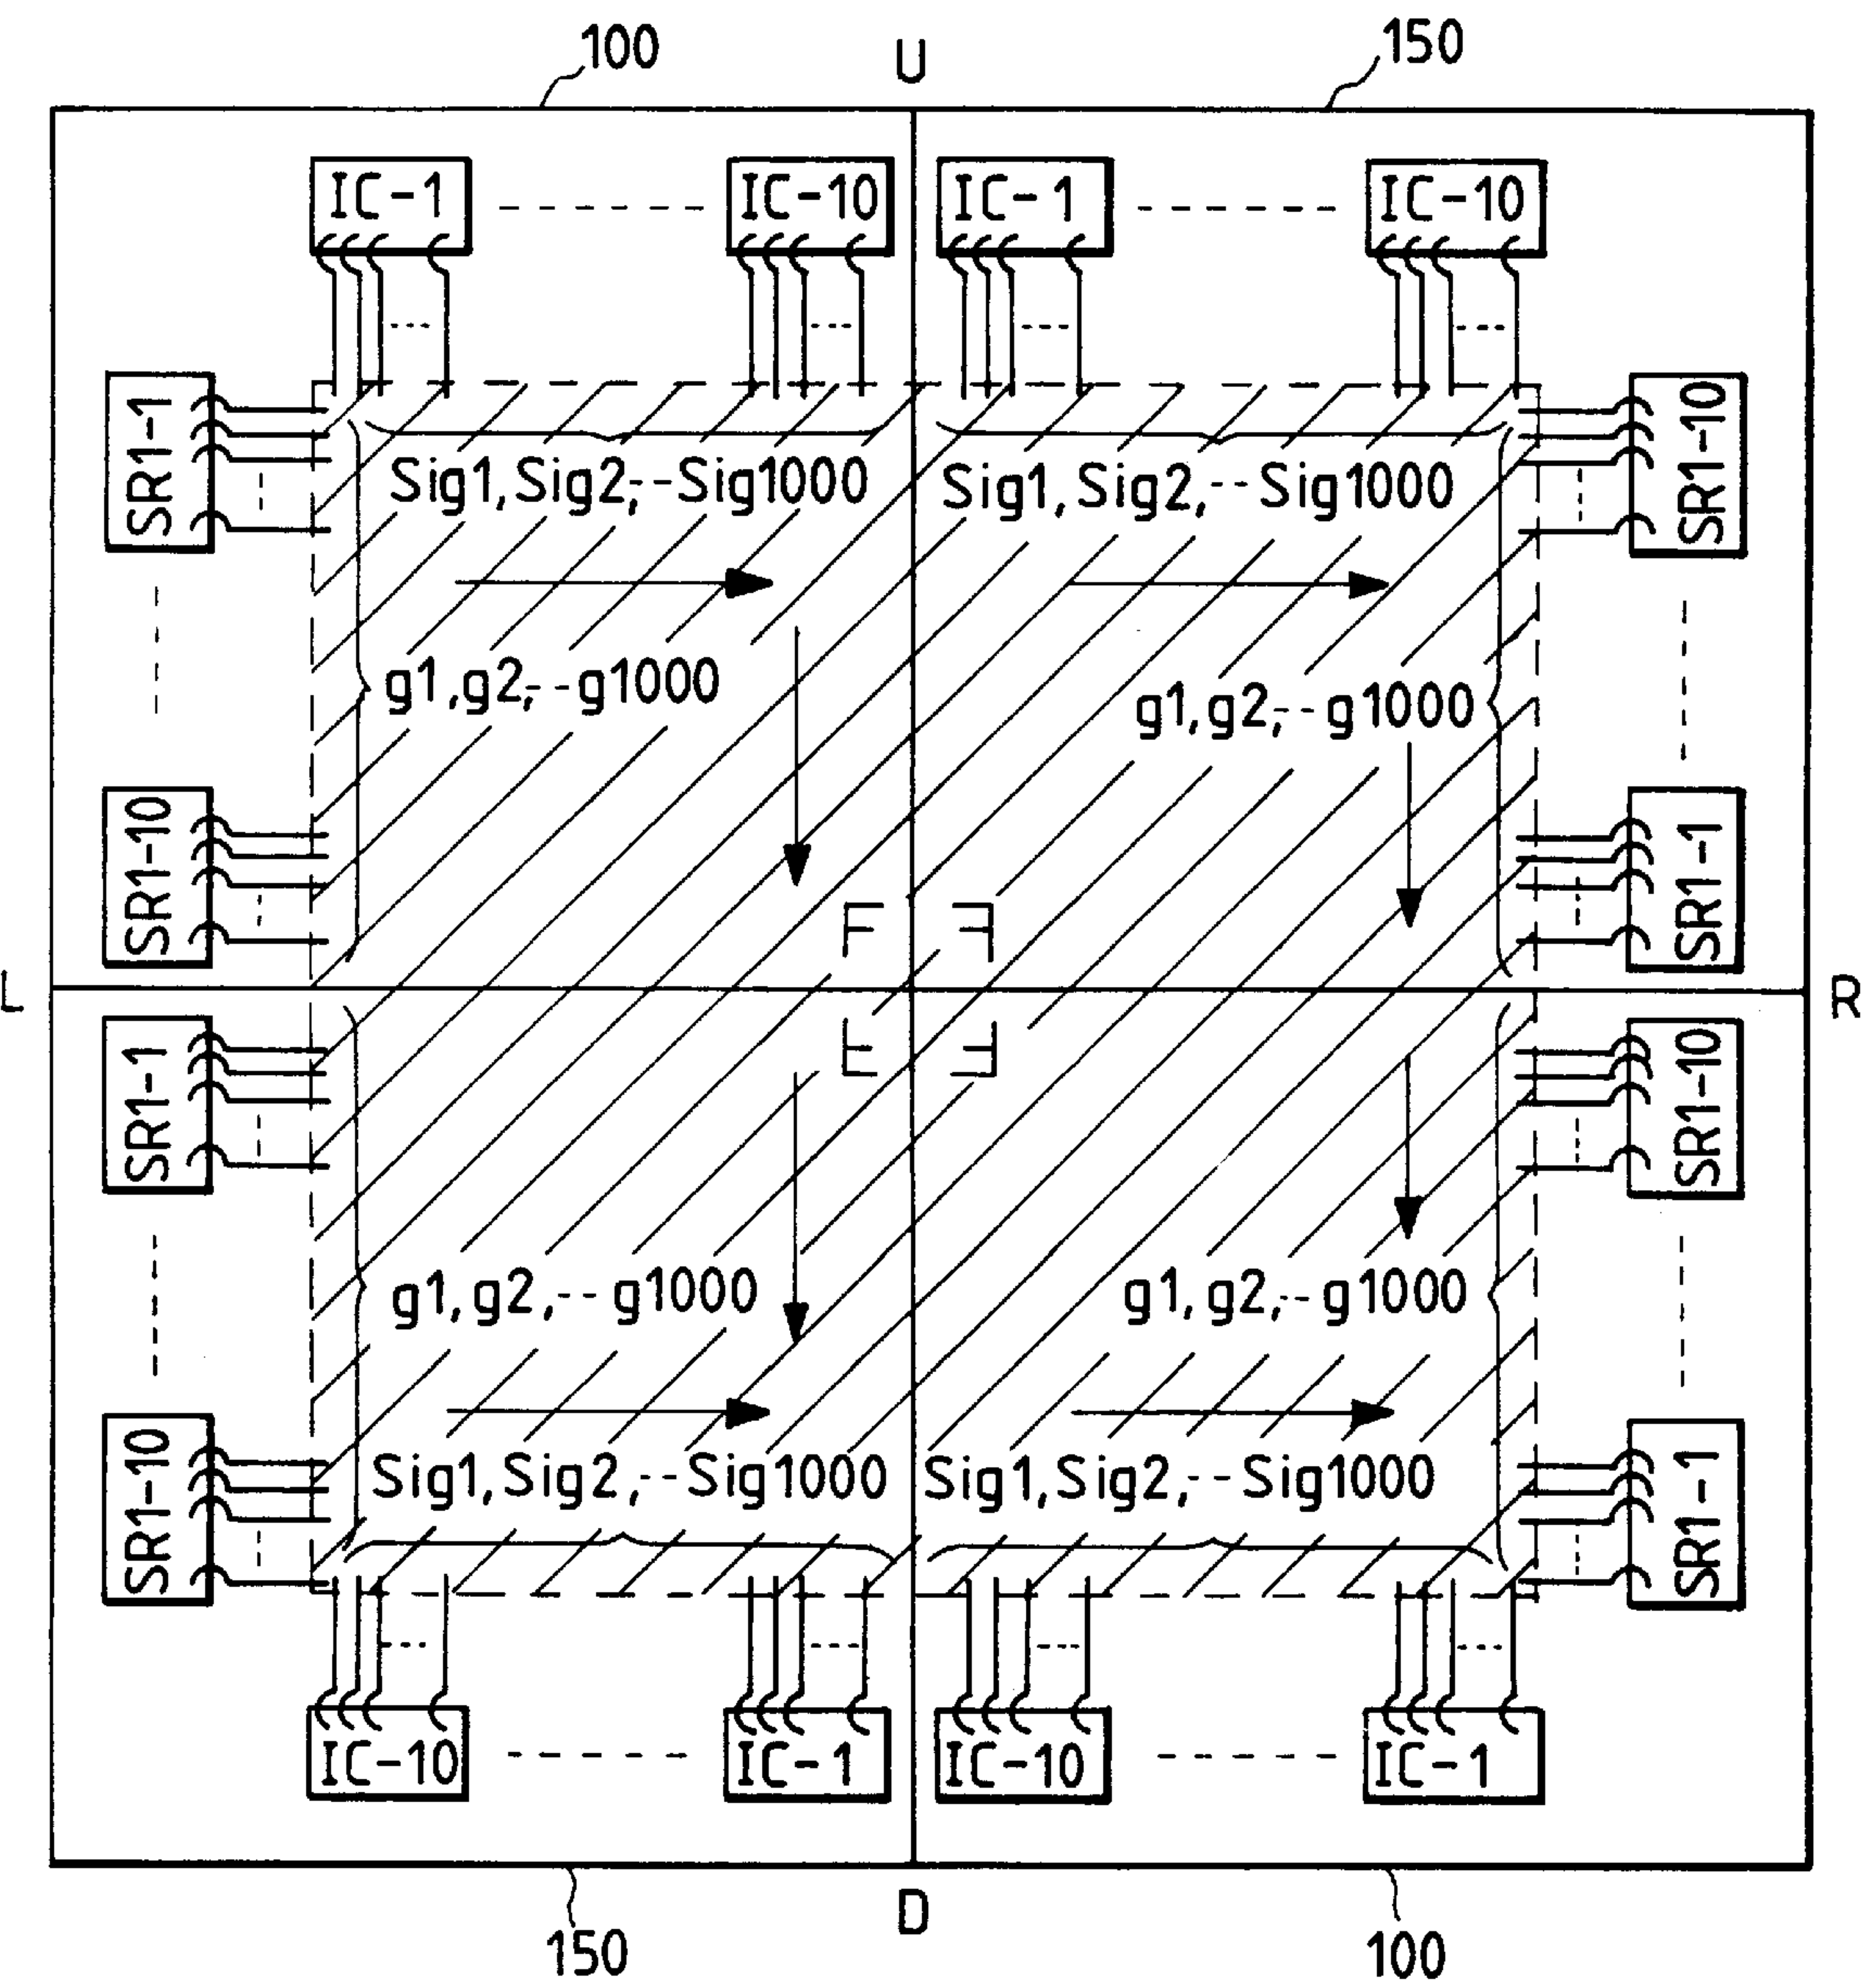 100 U 150
IC-1 IC-10 IC-1 IC-10
SR1-1 SR1-10
Sig1, Sig2, -- Sig1000 Sig1, Sig2, -- Sig1000
g1, g2, -- g1000 g1, g2, -- g1000
SR1-10 SR1-1
L R
SR1-1 SR1-10
g1, g2, -- g1000 g1, g2, -- g1000
Sig1, Sig2, -- Sig1000 Sig1, Sig2, -- Sig1000
SR1-10 SR1-1
IC-10 IC-1 IC-10 IC-1
150 D 100